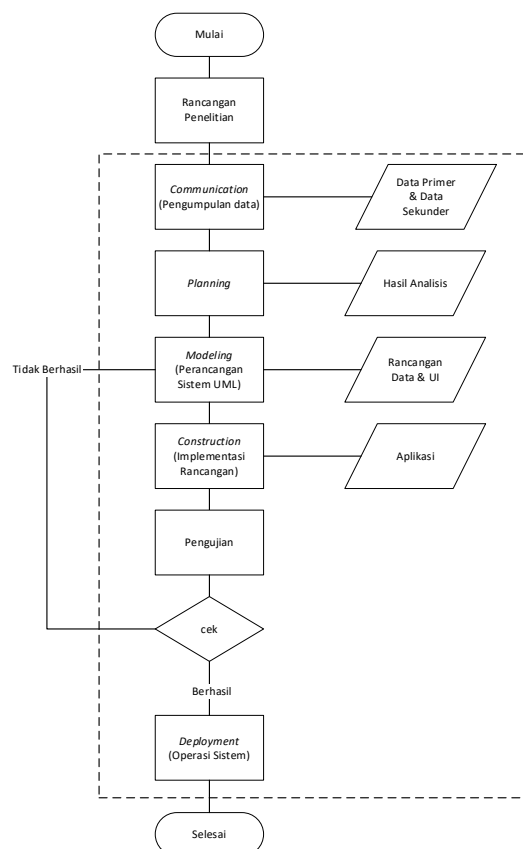 Mulai
Rancangan
Penelitian
Communication
(Pengumpulan data)
Data Primer
& Data
Sekunder
Planning
Hasil Analisis
Tidak Berhasil
Modeling
(Perancangan
Sistem UML)
Rancangan
Data & UI
Construction
(Implementasi
Rancangan)
Aplikasi
Pengujian
cek
Berhasil
Deployment
(Operasi Sistem)
Selesai